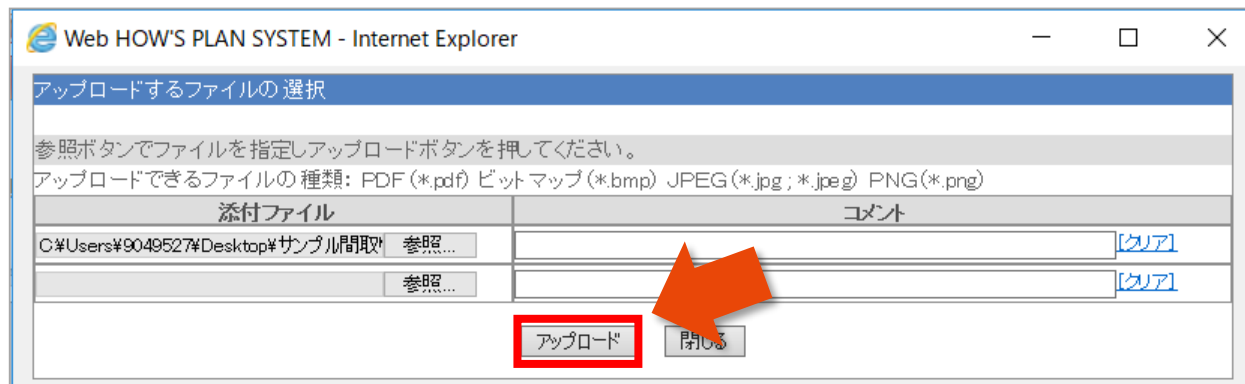 Web HOW'S PLAN SYSTEM - Internet Explorer
アップロードするファイルの選択
参照ボタンでファイルを指定しアップロードボタンを押してください。
アップロードできるファイルの種類: PDF(*.pdf) ビットマップ(*.bmp) JPEG(*.jpg;*.jpeg) PNG(*.png)
添付ファイル コメント
C¥Users¥9049527¥Desktop¥サンプル間取 参照... [クリア]
参照... [クリア]
アップロード 閉じる